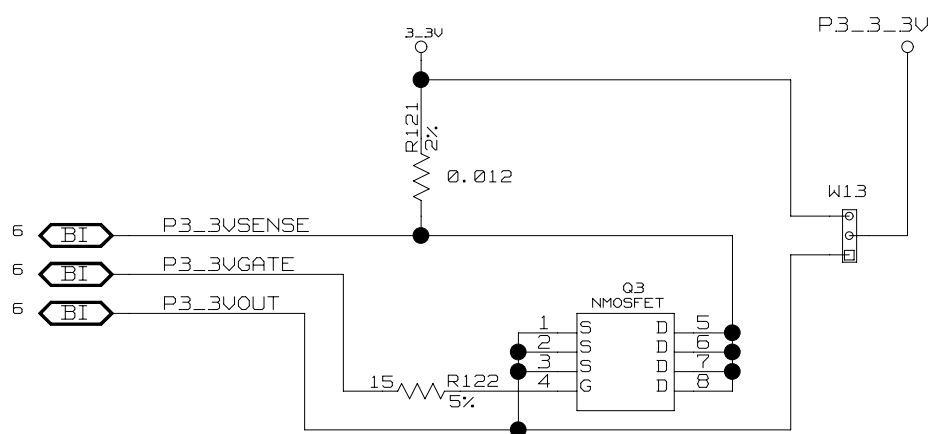 P3_3_3V
3_3V
R121
2%
0.012
W13
6 BI P3_3VSENSE
6 BI P3_3VGATE
6 BI P3_3VOUT
Q3
NMOSFET
1 S D 5
2 S D 6
3 S D 7
4 G D 8
15 R122
5%